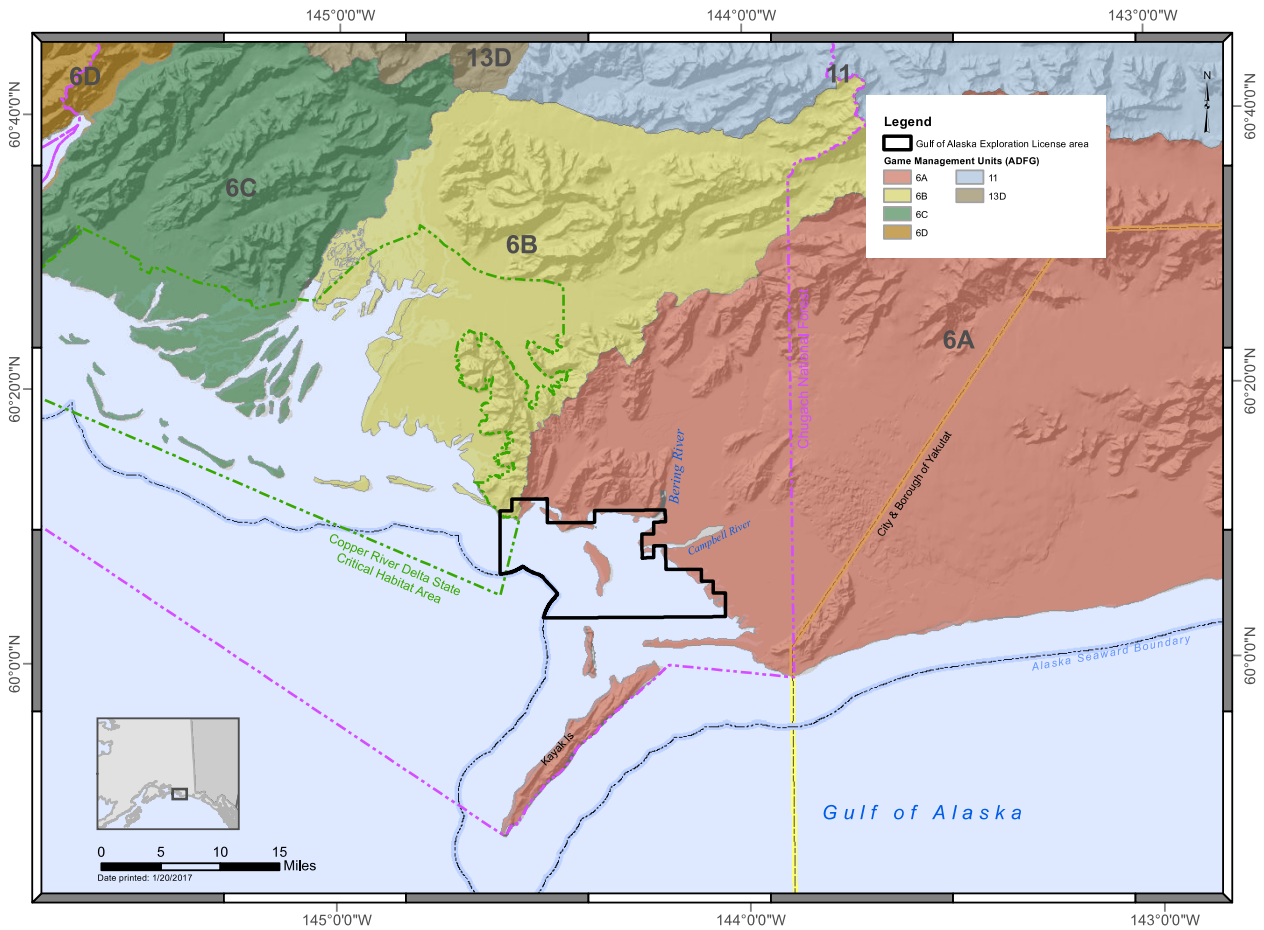 145°0'0"W
144°0'0"W
143°0'0"W
6D
13D
11
N
60°40'0"N
60°40'0"N
Legend
Gulf of Alaska Exploration License area
Game Management Units (ADFG)
6A
11
6B
13D
6C
6D
6C
6B
6A
Chugach National Forest
60°20'0"N
60°20'0"N
Bering River
City & Borough of Yakutat
Campbell River
Copper River Delta State
Critical Habitat Area
60°0'0"N
60°0'0"N
Alaska Seaward Boundary
Kayak Is
Gulf of Alaska
0 5 10 15
Miles
Date printed: 1/20/2017
145°0'0"W
144°0'0"W
143°0'0"W